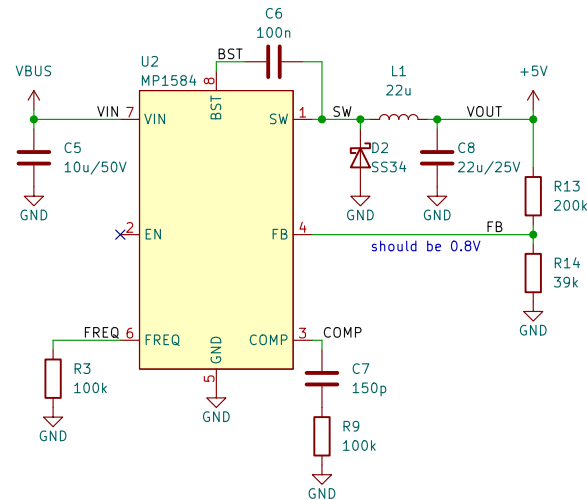 C6
100n
BST
U2
MP1584
VBUS
L1
22u
+5V
8
BST
VIN
7
VIN
SW
1
SW
VOUT
C5
10u/50V
D2
SS34
C8
22u/25V
R13
200k
GND
GND
GND
2
EN
FB
4
FB
should be 0.8V
R14
39k
GND
FREQ
6
FREQ
GND
COMP
3
COMP
5
R3
100k
C7
150p
GND
GND
R9
100k
GND